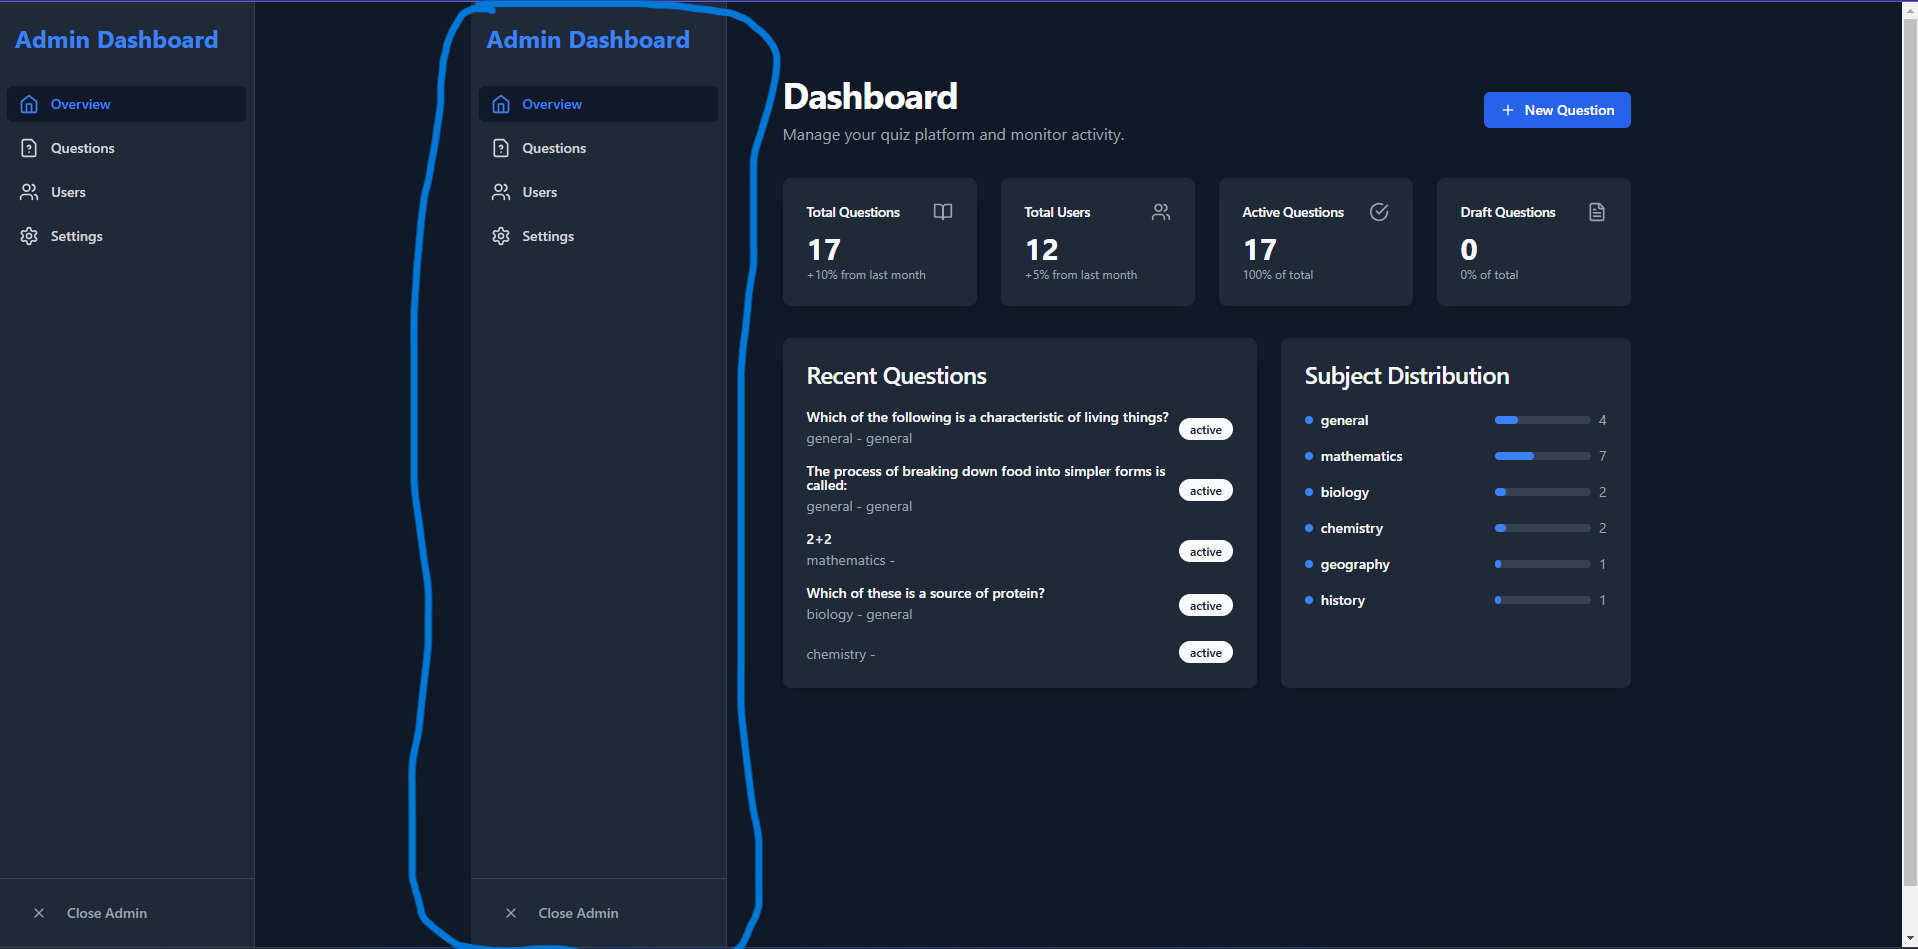 Admin Dashboard
Overview
Questions
Users
Settings
Close Admin
Admin Dashboard
Overview
Questions
Users
Settings
Close Admin
Dashboard
Manage your quiz platform and monitor activity.
New Question
Total Questions
17
+10% from last month
Total Users
12
+5% from last month
Active Questions
17
100% of total
Draft Questions
0
0% of total
Recent Questions
Which of the following is a characteristic of living things?
general - general
active
The process of breaking down food into simpler forms is
called:
general - general
active
2+2
mathematics -
active
Which of these is a source of protein?
biology - general
active
chemistry -
active
Subject Distribution
general 4
mathematics 7
biology 2
chemistry 2
geography 1
history 1